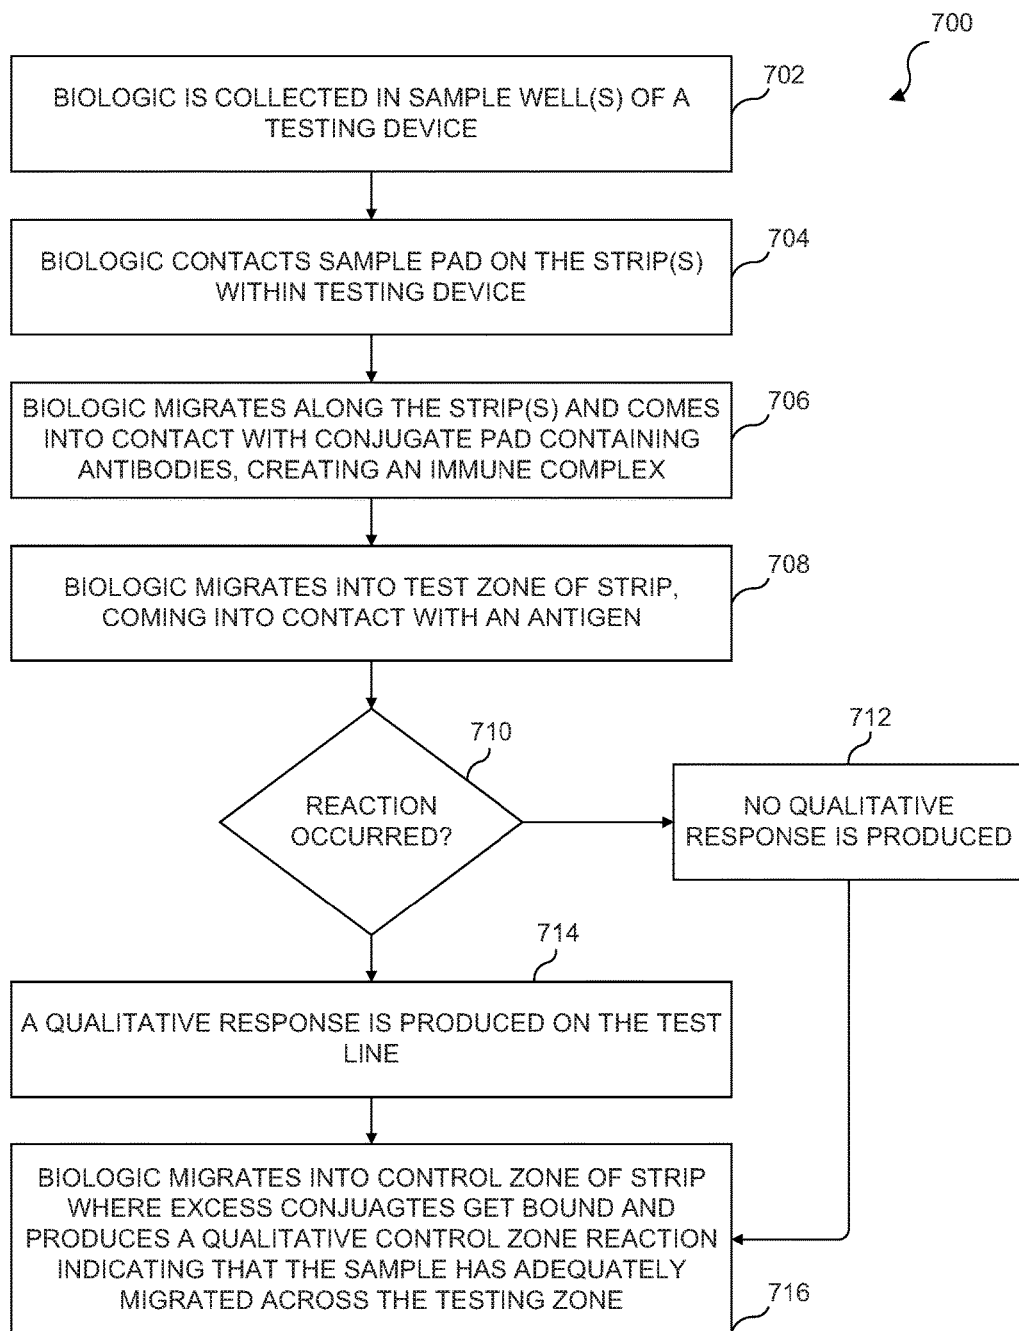 700
702
BIOLOGIC IS COLLECTED IN SAMPLE WELL(S) OF A
TESTING DEVICE
704
BIOLOGIC CONTACTS SAMPLE PAD ON THE STRIP(S)
WITHIN TESTING DEVICE
706
BIOLOGIC MIGRATES ALONG THE STRIP(S) AND COMES
INTO CONTACT WITH CONJUGATE PAD CONTAINING
ANTIBODIES, CREATING AN IMMUNE COMPLEX
708
BIOLOGIC MIGRATES INTO TEST ZONE OF STRIP,
COMING INTO CONTACT WITH AN ANTIGEN
710
REACTION
OCCURRED?
712
NO QUALITATIVE
RESPONSE IS PRODUCED
714
A QUALITATIVE RESPONSE IS PRODUCED ON THE TEST
LINE
BIOLOGIC MIGRATES INTO CONTROL ZONE OF STRIP
WHERE EXCESS CONJUAGTES GET BOUND AND
PRODUCES A QUALITATIVE CONTROL ZONE REACTION
INDICATING THAT THE SAMPLE HAS ADEQUATELY
MIGRATED ACROSS THE TESTING ZONE
716